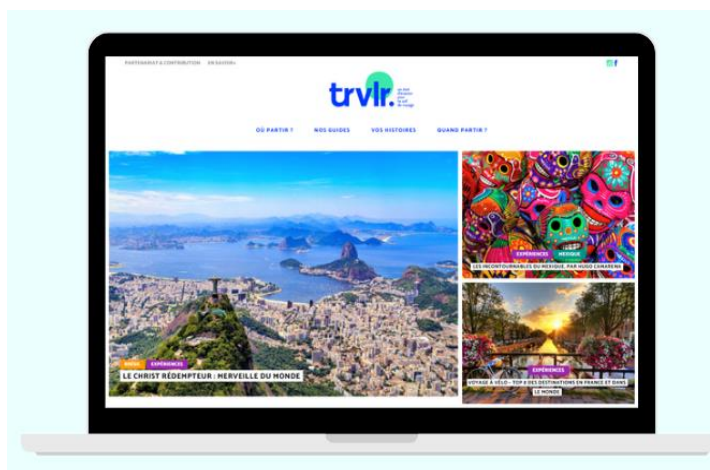 PARTENARIAT & CONTRIBUTION EN SAVOIR+
trvlr.
OÙ PARTIR ? NOS GUIDES VOS HISTOIRES QUAND PARTIR ?
EXPÉRIENCES MEXIQUE
LES INCONTOURNABLES DU MEXIQUE, PAR HUGO
EXPÉRIENCES
LE CHRIST RÉDEMPTEUR : MERVEILLE DU MONDE
EXPÉRIENCES
VOYAGE À VÉLO – TOP 8 DES DESTINATIONS EN FRANCE ET DANS
LE MONDE